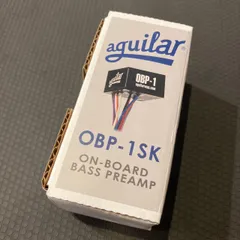 aguilar
OBP-1
OBP-1SK
ON-BOARD
BASS PREAMP